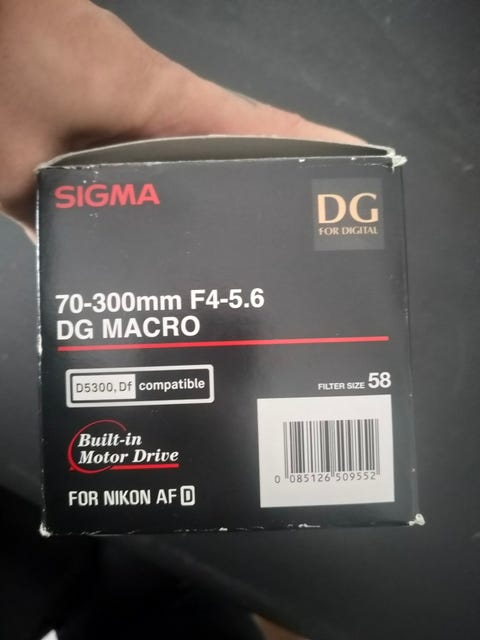 SIGMA
DG
FOR DIGITAL
70-300mm F4-5.6
DG MACRO
D5300, Df compatible
FILTER SIZE 58
Built-in
Motor Drive
FOR NIKON AF D
0 085126 509552